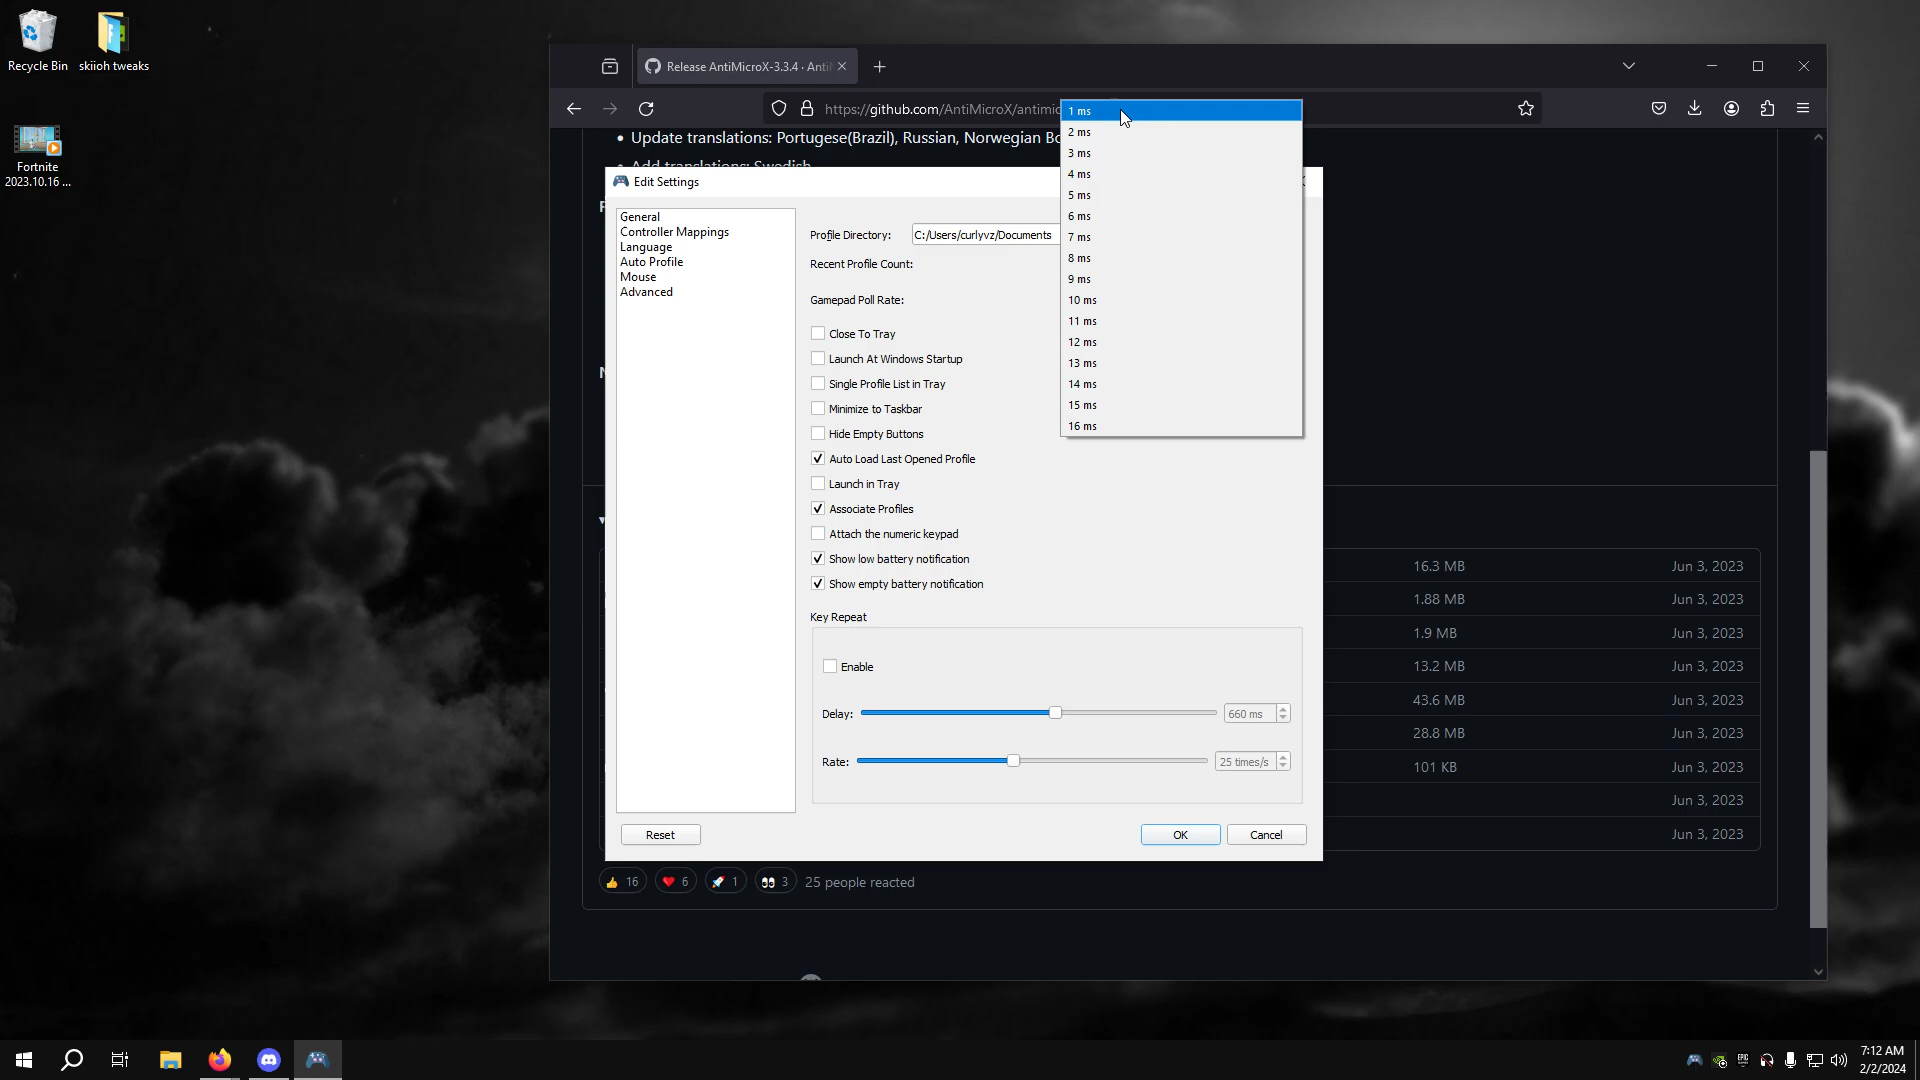 Recycle Bin
skiioh tweaks
Fortnite
2023.10.16 ...
Release AntiMicroX-3.3.4 · Anti
https://github.com/AntiMicroX/antimic
Update translations: Portugese(Brazil), Russian, Norwegian Bo
Add translations: Swedish
Edit Settings
General
Controller Mappings
Language
Auto Profile
Mouse
Advanced
Profile Directory:
C:/Users/curlyvz/Documents
Recent Profile Count:
Gamepad Poll Rate:
1 ms
2 ms
3 ms
4 ms
5 ms
6 ms
7 ms
8 ms
9 ms
10 ms
11 ms
12 ms
13 ms
14 ms
15 ms
16 ms
Close To Tray
Launch At Windows Startup
Single Profile List in Tray
Minimize to Taskbar
Hide Empty Buttons
Auto Load Last Opened Profile
Launch in Tray
Associate Profiles
Attach the numeric keypad
Show low battery notification
Show empty battery notification
Key Repeat
Enable
Delay:
660 ms
Rate:
25 times/s
Reset
OK
Cancel
16.3 MB
Jun 3, 2023
1.88 MB
Jun 3, 2023
1.9 MB
Jun 3, 2023
13.2 MB
Jun 3, 2023
43.6 MB
Jun 3, 2023
28.8 MB
Jun 3, 2023
101 KB
Jun 3, 2023
Jun 3, 2023
Jun 3, 2023
16
6
1
3
25 people reacted
EPIC
7:12 AM
2/2/2024